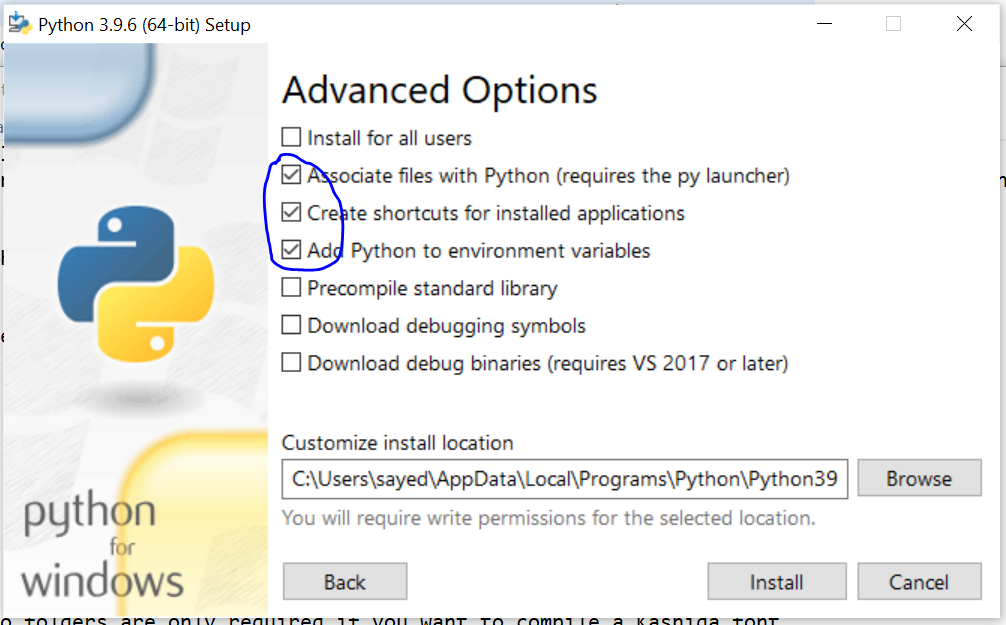 Python 3.9.6 (64-bit) Setup
Advanced Options
Install for all users
Associate files with Python (requires the py launcher)
Create shortcuts for installed applications
Add Python to environment variables
Precompile standard library
Download debugging symbols
Download debug binaries (requires VS 2017 or later)
Customize install location
C:\Users\sayed\AppData\Local\Programs\Python\Python39
Browse
You will require write permissions for the selected location.
python
for
windows
Back
Install
Cancel
folders are only required if you want to compile a Kashida font